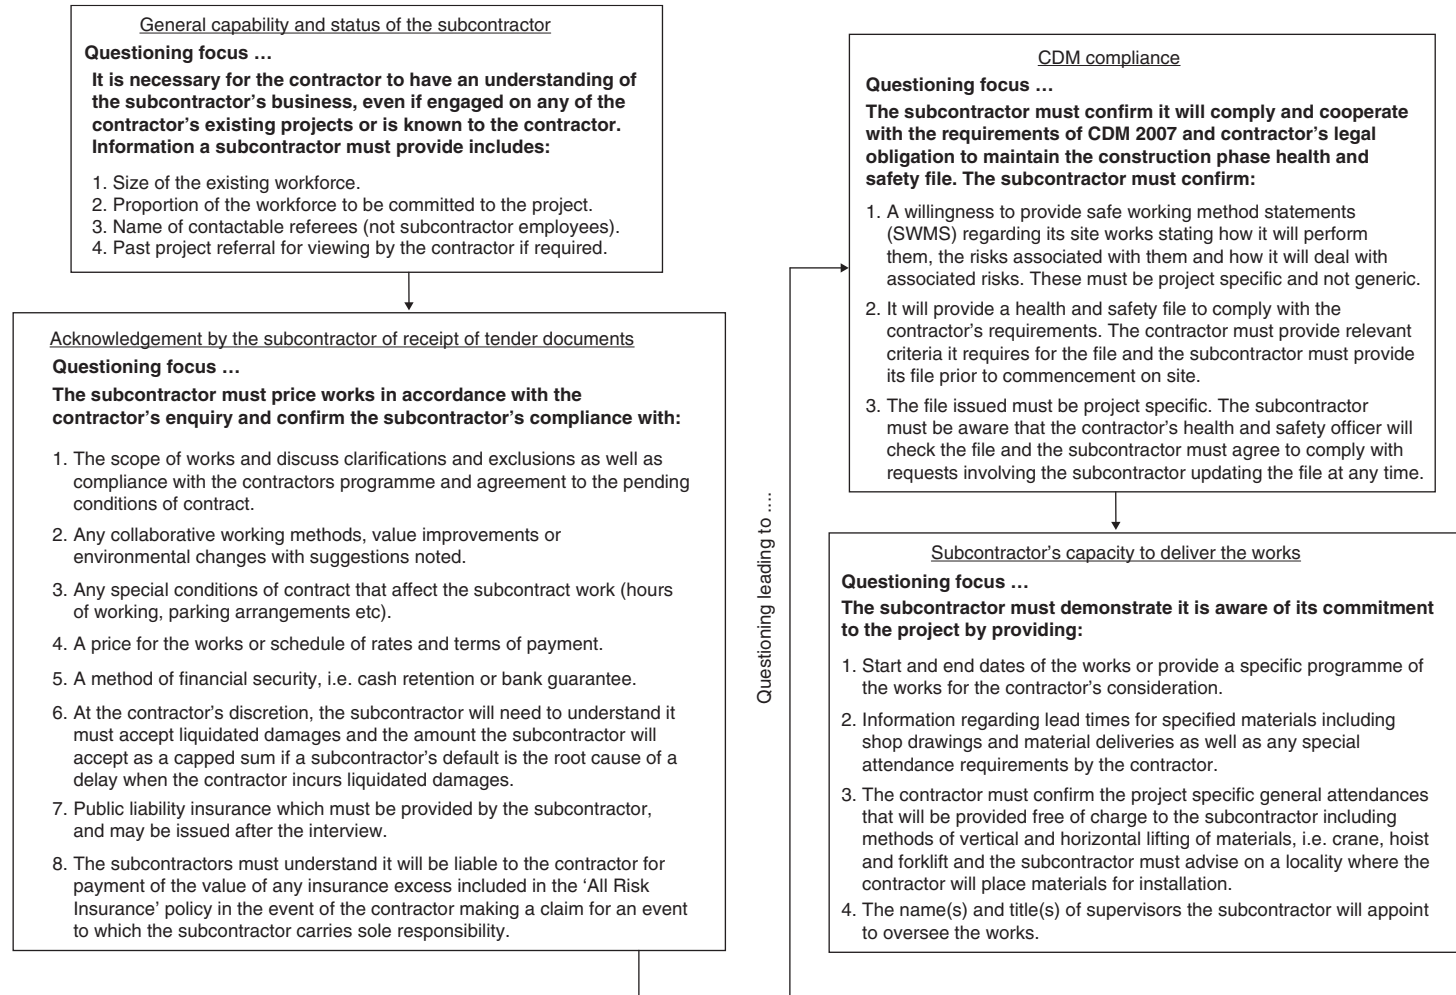 General capability and status of the subcontractor
Questioning focus …
It is necessary for the contractor to have an understanding of
the subcontractor’s business, even if engaged on any of the
contractor’s existing projects or is known to the contractor.
Information a subcontractor must provide includes:
1. Size of the existing workforce.
2. Proportion of the workforce to be committed to the project.
3. Name of contactable referees (not subcontractor employees).
4. Past project referral for viewing by the contractor if required.
Acknowledgement by the subcontractor of receipt of tender documents
Questioning focus …
The subcontractor must price works in accordance with the
contractor’s enquiry and confirm the subcontractor’s compliance with:
1. The scope of works and discuss clarifications and exclusions as well as
compliance with the contractors programme and agreement to the pending
conditions of contract.
2. Any collaborative working methods, value improvements or
environmental changes with suggestions noted.
3. Any special conditions of contract that affect the subcontract work (hours
of working, parking arrangements etc).
4. A price for the works or schedule of rates and terms of payment.
5. A method of financial security, i.e. cash retention or bank guarantee.
6. At the contractor’s discretion, the subcontractor will need to understand it
must accept liquidated damages and the amount the subcontractor will
accept as a capped sum if a subcontractor’s default is the root cause of a
delay when the contractor incurs liquidated damages.
7. Public liability insurance which must be provided by the subcontractor,
and may be issued after the interview.
8. The subcontractors must understand it will be liable to the contractor for
payment of the value of any insurance excess included in the ‘All Risk
Insurance’ policy in the event of the contractor making a claim for an event
to which the subcontractor carries sole responsibility.
Questioning leading to ....
CDM compliance
Questioning focus …
The subcontractor must confirm it will comply and cooperate
with the requirements of CDM 2007 and contractor’s legal
obligation to maintain the construction phase health and
safety file. The subcontractor must confirm:
1. A willingness to provide safe working method statements
(SWMS) regarding its site works stating how it will perform
them, the risks associated with them and how it will deal with
associated risks. These must be project specific and not generic.
2. It will provide a health and safety file to comply with the
contractor’s requirements. The contractor must provide relevant
criteria it requires for the file and the subcontractor must provide
its file prior to commencement on site.
3. The file issued must be project specific. The subcontractor
must be aware that the contractor’s health and safety officer will
check the file and the subcontractor must agree to comply with
requests involving the subcontractor updating the file at any time.
Subcontractor’s capacity to deliver the works
Questioning focus …
The subcontractor must demonstrate it is aware of its commitment
to the project by providing:
1. Start and end dates of the works or provide a specific programme of
the works for the contractor’s consideration.
2. Information regarding lead times for specified materials including
shop drawings and material deliveries as well as any special
attendance requirements by the contractor.
3. The contractor must confirm the project specific general attendances
that will be provided free of charge to the subcontractor including
methods of vertical and horizontal lifting of materials, i.e. crane, hoist
and forklift and the subcontractor must advise on a locality where the
contractor will place materials for installation.
4. The name(s) and title(s) of supervisors the subcontractor will appoint
to oversee the works.